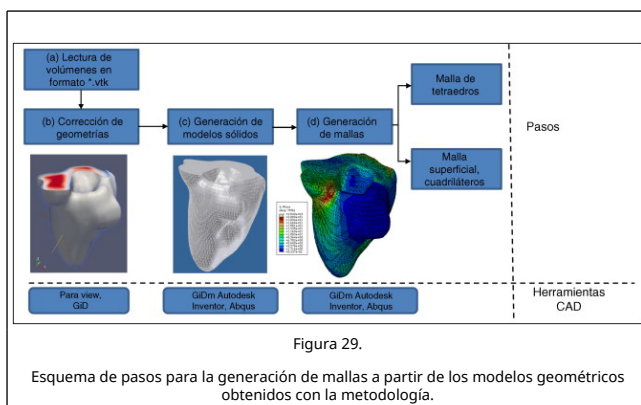 (a) Lectura de
volúmenes en
formato *.vtk
(b) Corrección de
geometrías
(c) Generación de
modelos sólidos
(d) Generación
de mallas
Malla de
tetraedros
Malla
superficial,
cuadriláteros
Pasos
Para view,
GiD
GiDm Autodesk
Inventor, Abqus
GiDm Autodesk
Inventor, Abqus
Herramientas
CAD
Figura 29.
Esquema de pasos para la generación de mallas a partir de los modelos geométricos
obtenidos con la metodología.